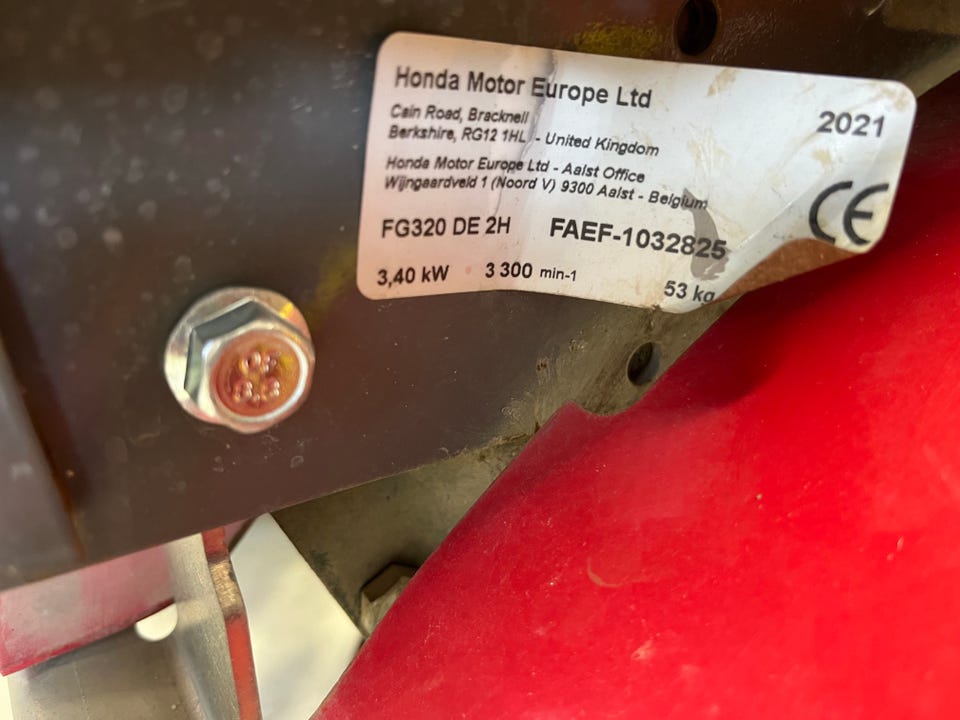 Honda Motor Europe Ltd
2021
Cain Road, Bracknell
Berkshire, RG12 1HL - United Kingdom
Honda Motor Europe Ltd - Aalst Office
Wijngaardveld 1 (Noord V) 9300 Aalst - Belgium
CE
FG320 DE 2H FAEF-1032825
3,40 kW 3 300 min-1 53 kg